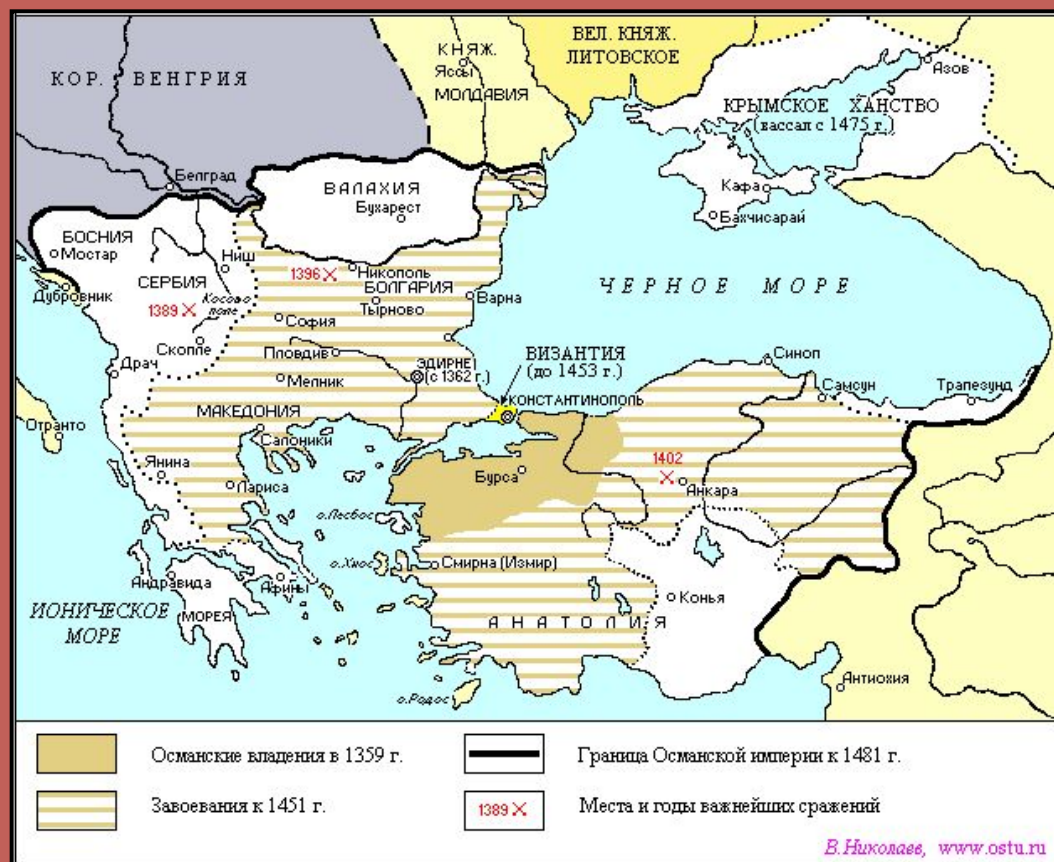 КОР. ВЕНГРИЯ
КНЯЖ.
Яссы
МОЛДАВИЯ
ВЕЛ. КНЯЖ.
ЛИТОВСКОЕ
Азов
КРЫМСКОЕ ХАНСТВО
(вассал с 1475 г.)
Кафа
Бахчисарай
Белград
ВАЛАХИЯ
Бухарест
БОСНИЯ
Мостар
Ниш
СЕРБИЯ
1396
Никополь
БОЛГАРИЯ
Тырново
Варна
ЧЕРНОЕ МОРЕ
Дубровник
1389
Косово
поле
София
Скопле
Пловдив
ЭДИРНЕ
(с 1362 г.)
ВИЗАНТИЯ
(до 1453 г.)
Синоп
Драч
Мелник
КОНСТАНТИНОПОЛЬ
Самсун
Трапезунд
МАКЕДОНИЯ
Отранто
Салоники
1402
Янина
Лариса
Бурса
Анкара
о.Лесбос
Смирна (Измир)
о.Хиос
Андравида
Афины
Конья
ИОНИЧЕСКОЕ
МОРЕ
МОРЕЯ
АНАТОЛИЯ
о.Родос
Антиохия
Османские владения в 1359 г.
Граница Османской империи к 1481 г.
Завоевания к 1451 г.
1389
Места и годы важнейших сражений
В.Николаев, www.ostu.ru